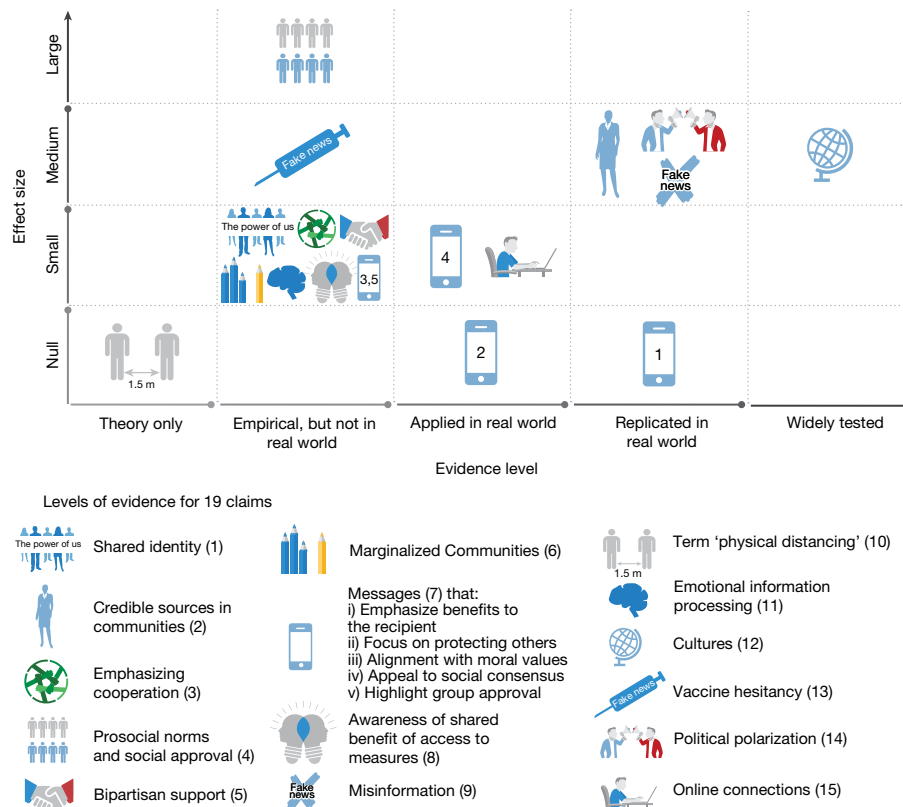 Effect size
Large
Medium
Small
Null
Fake news
Fake
news
The power of us
3,5
4
1.5 m
2
1
Theory only
Empirical, but not in
real world
Applied in real world
Replicated in
real world
Widely tested
Evidence level
Levels of evidence for 19 claims
The power of us
Shared identity (1)
Credible sources in
communities (2)
Emphasizing
cooperation (3)
Prosocial norms
and social approval (4)
Bipartisan support (5)
Marginalized Communities (6)
Messages (7) that:
i) Emphasize benefits to
the recipient
ii) Focus on protecting others
iii) Alignment with moral values
iv) Appeal to social consensus
v) Highlight group approval
Awareness of shared
benefit of access to
measures (8)
Fake
news
Misinformation (9)
1.5 m
Term ‘physical distancing’ (10)
Emotional information
processing (11)
Cultures (12)
Fake news
Vaccine hesitancy (13)
Political polarization (14)
Online connections (15)